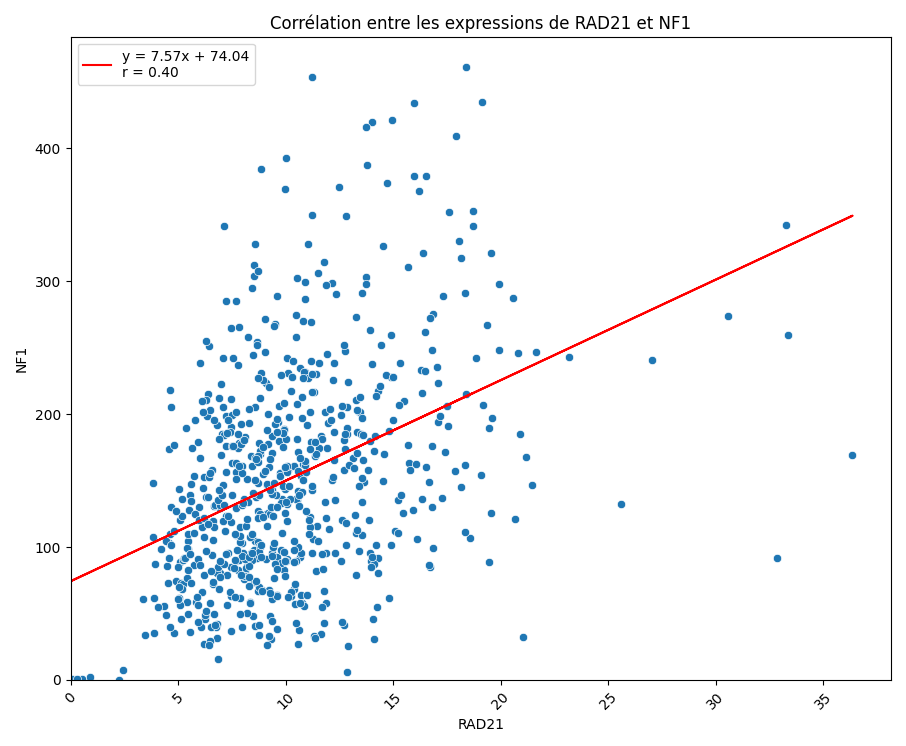 Corrélation entre les expressions de RAD21 et NF1
y = 7.57x + 74.04
r = 0.40
NF1
400
300
200
100
0
0 5 10 15 20 25 30 35
RAD21